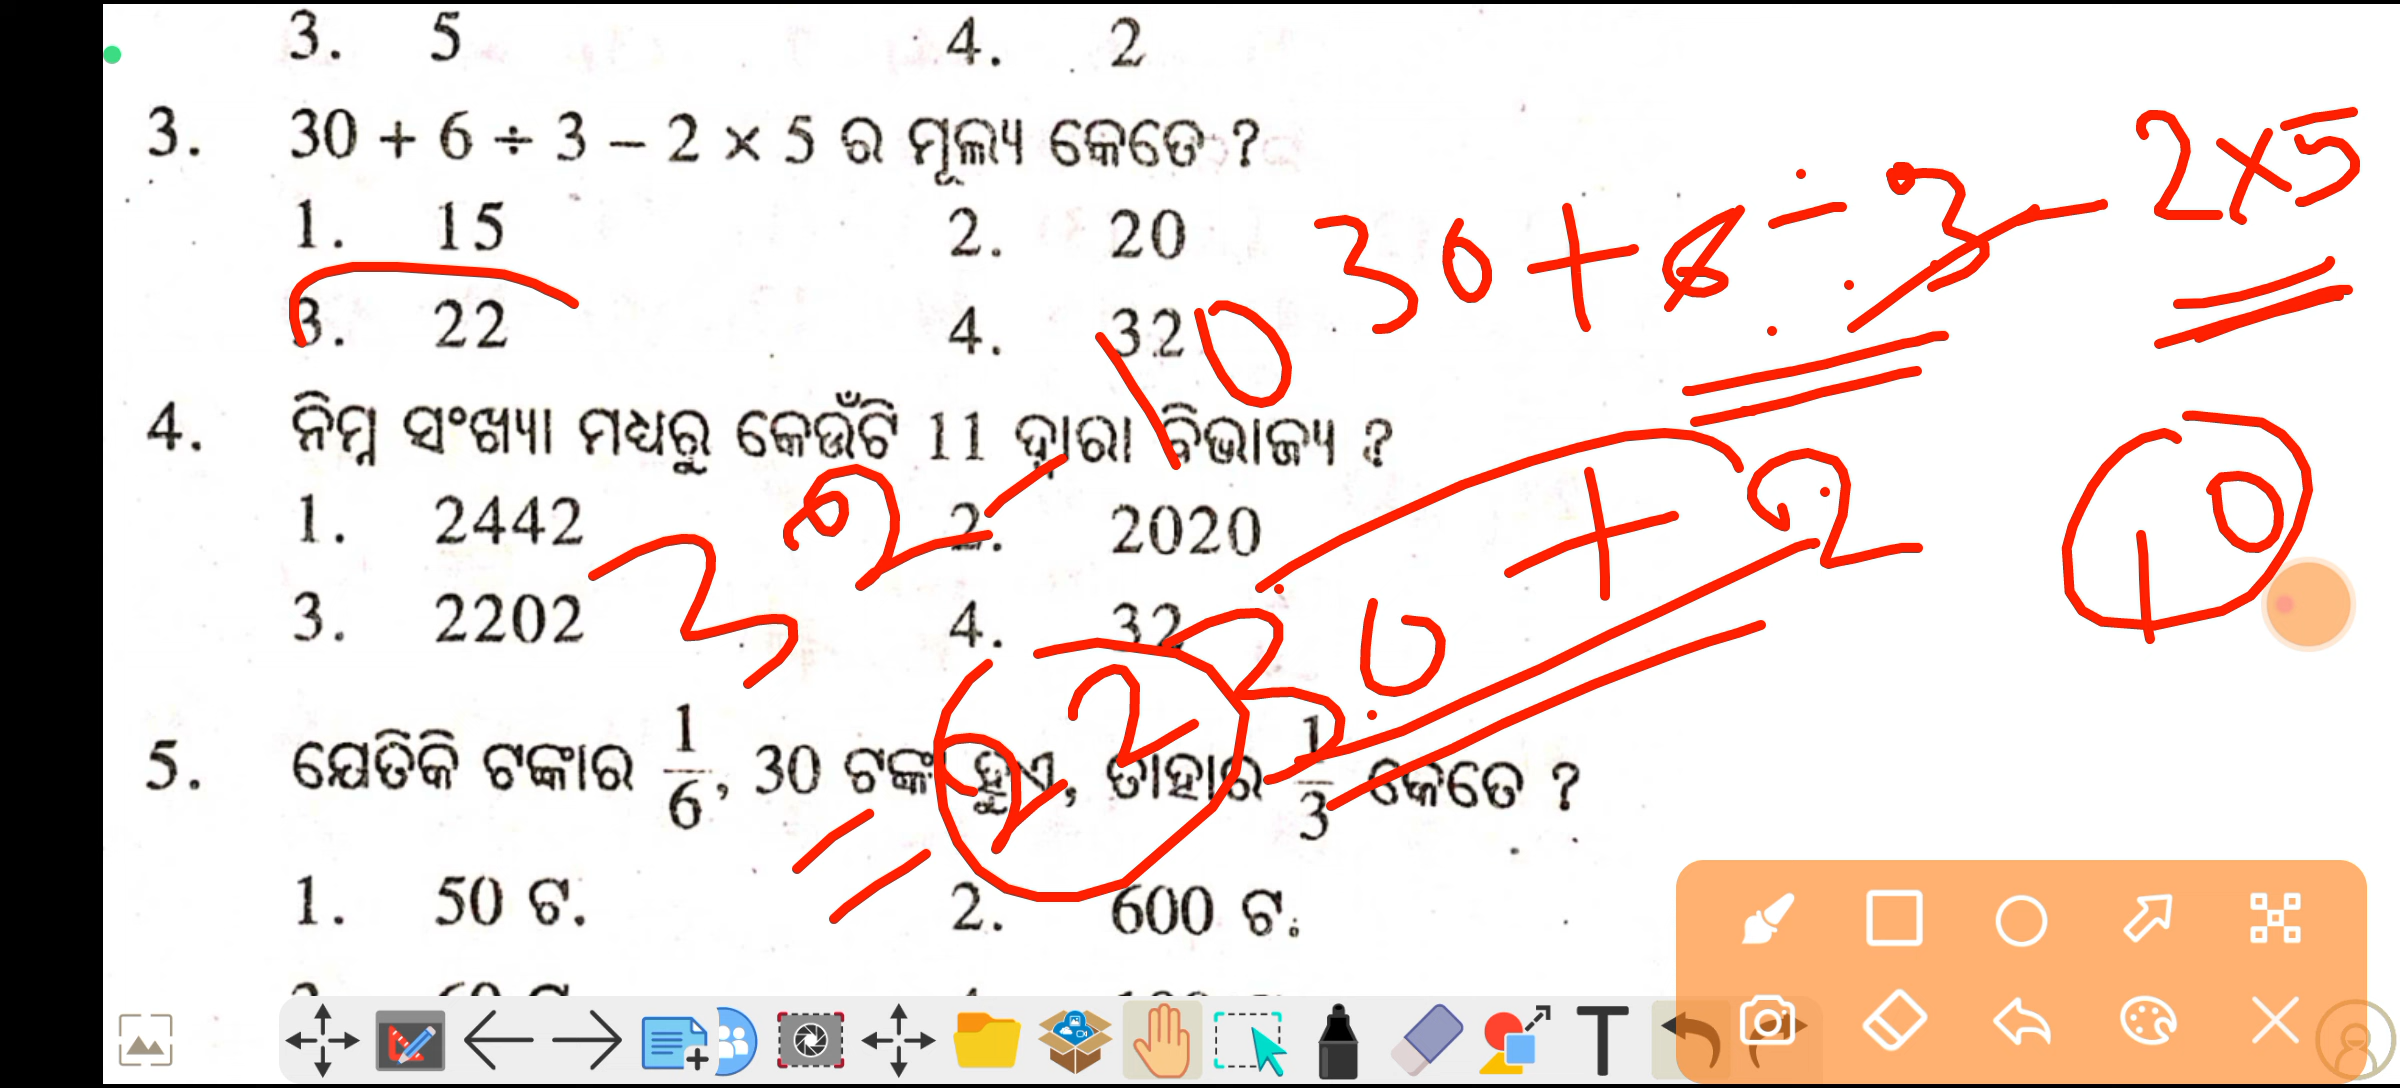 3. 5 4. 2
3. 30 + 6 ÷ 3 – 2 × 5 ର ମୂଲ୍ୟ କେତେ ?
1. 15 2. 20
3. 22 4. 32
30 + 6 ÷ 3 – 2 × 5
4. ନିମ୍ନ ସଂଖ୍ୟା ମଧ୍ୟରୁ କେଉଁଟି 11 ଦ୍ୱାରା ବିଭାଜ୍ୟ ?
30 + 2 10
1. 2442 2. 2020
32 – 10
3. 2202 4. 32
= 22
5. ଯେତିକି ଟଙ୍କାର 1/6, 30 ଟଙ୍କା ହୁଏ, ତାହାର 1/3 କେତେ ?
1. 50 ଟ. 2. 600 ଟ.
T